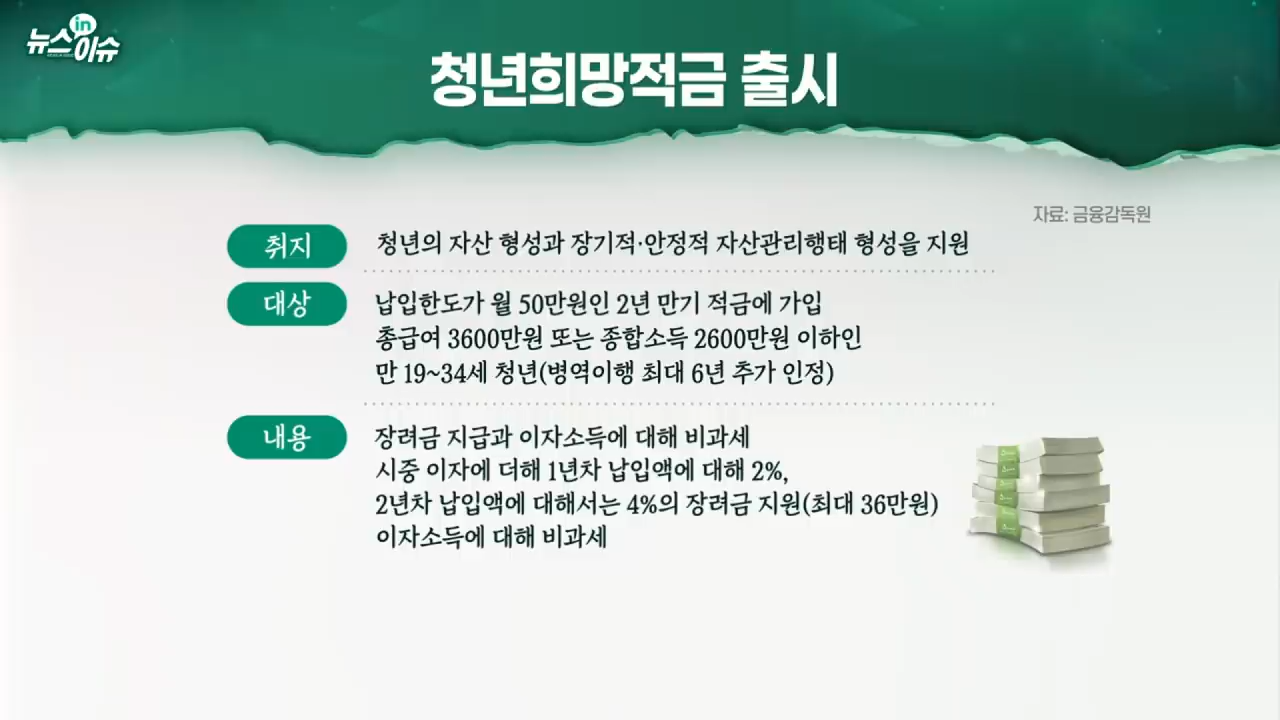 뉴스 in 이슈
청년희망적금 출시
자료: 금융감독원
취지
청년의 자산 형성과 장기적·안정적 자산관리행태 형성을 지원
대상
납입한도가 월 50만원인 2년 만기 적금에 가입
총급여 3600만원 또는 종합소득 2600만원 이하인
만 19~34세 청년(병역이행 최대 6년 추가 인정)
내용
장려금 지급과 이자소득에 대해 비과세
시중 이자에 더해 1년차 납입액에 대해 2%,
2년차 납입액에 대해서는 4%의 장려금 지원(최대 36만원)
이자소득에 대해 비과세